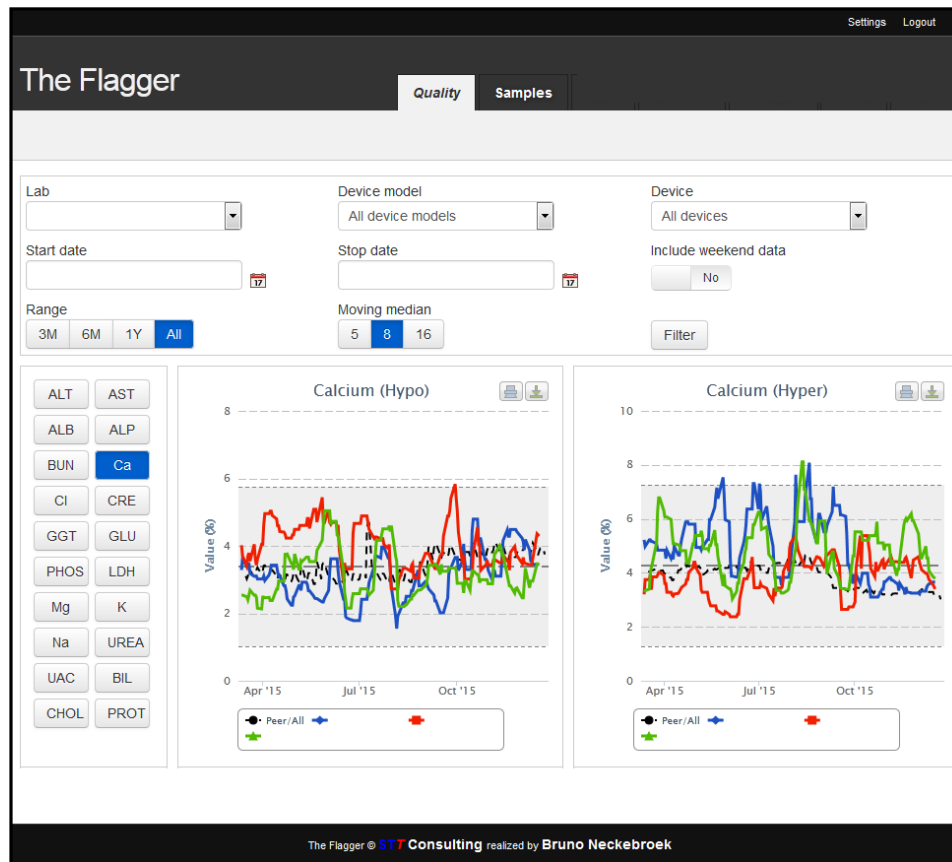 Settings Logout
The Flagger
Quality Samples
Lab Device model Device
All device models All devices
Start date Stop date Include weekend data
17 17 No
Range Moving median
3M 6M 1Y All 5 8 16 Filter
ALT AST
ALB ALP
BUN Ca
Cl CRE
GGT GLU
PHOS LDH
Mg K
Na UREA
UAC BIL
CHOL PROT
Calcium (Hypo)
Value (%)
8
6
4
2
0
Apr '15 Jul '15 Oct '15
Peer/All
Calcium (Hyper)
Value (%)
10
8
6
4
2
0
Apr '15 Jul '15 Oct '15
Peer/All
The Flagger © STT Consulting realized by Bruno Neckebroek